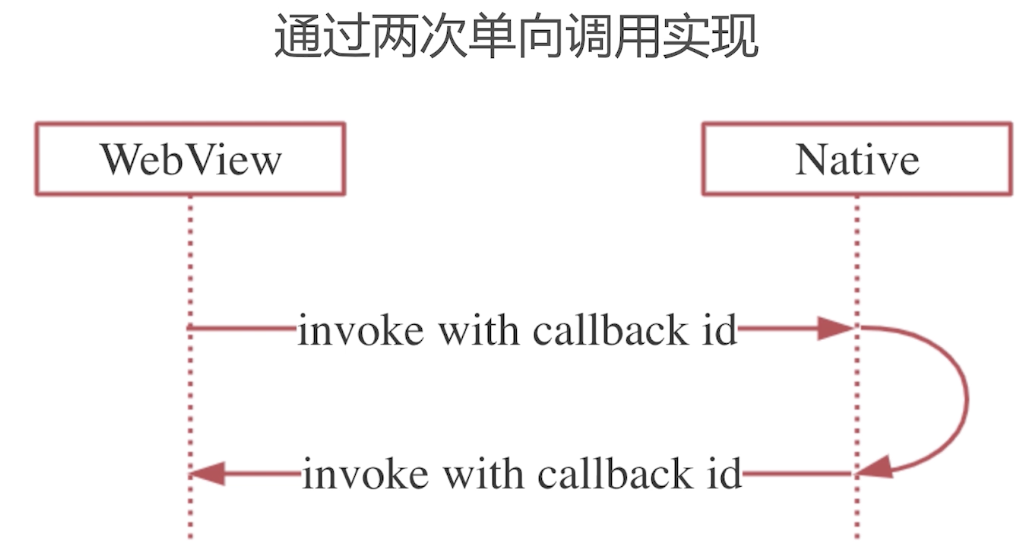 通过两次单向调用实现
WebView
Native
invoke with callback id
invoke with callback id